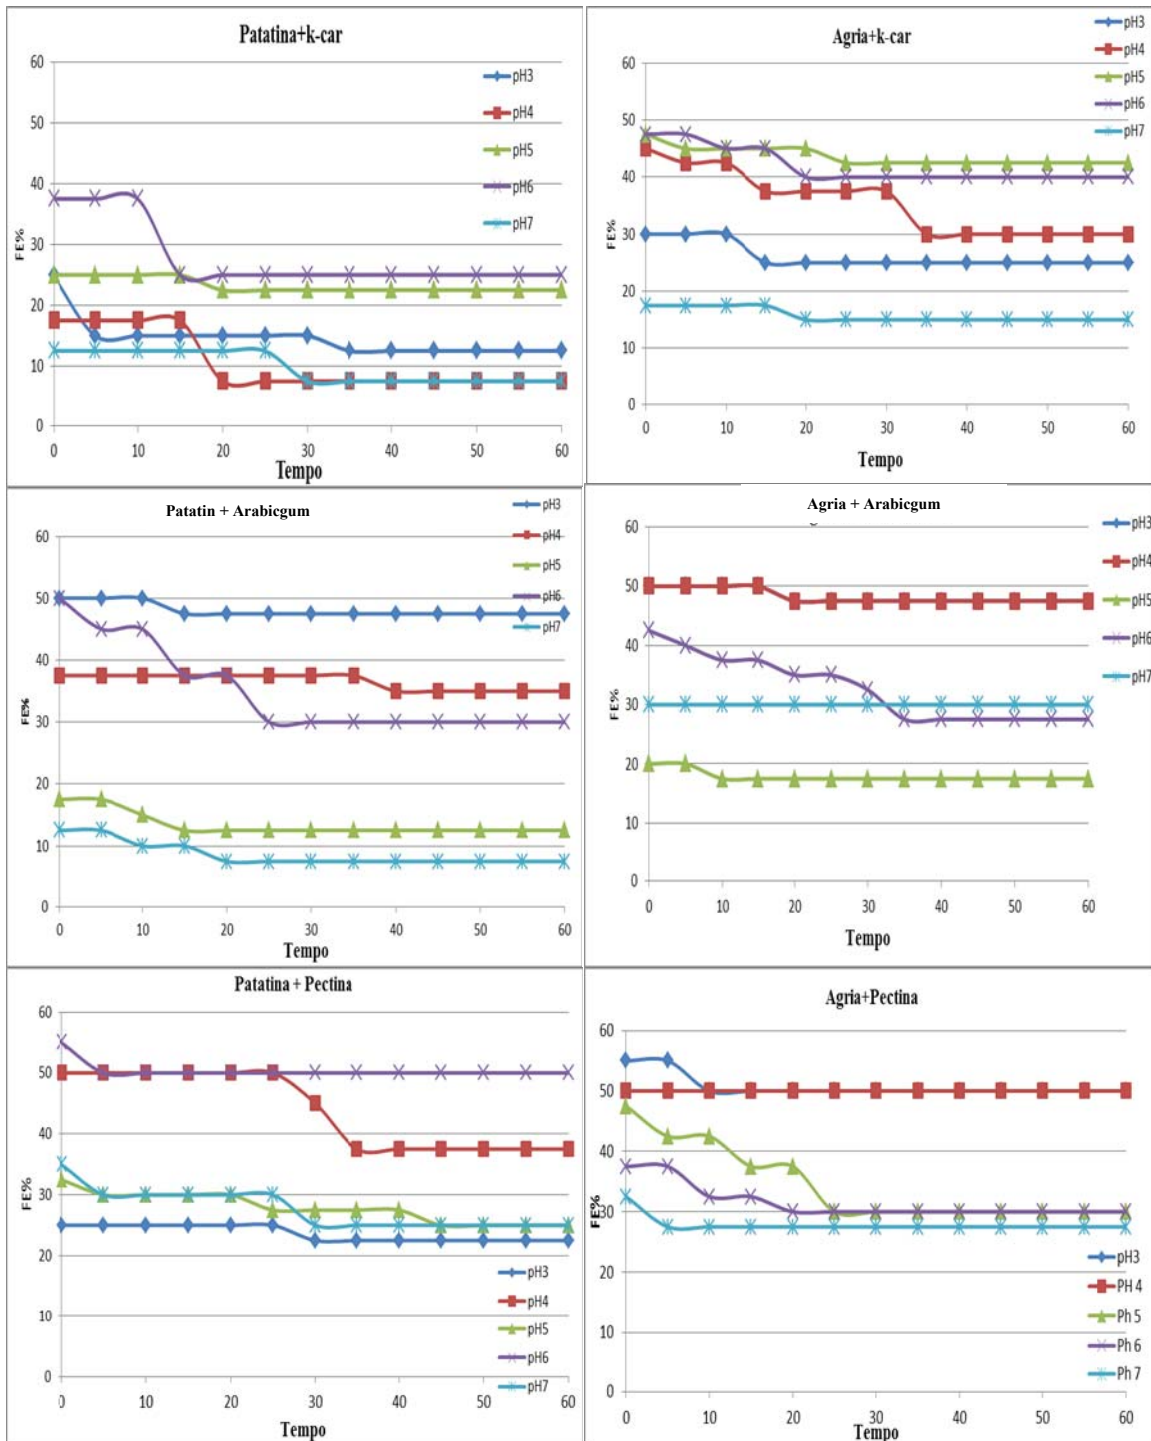 Patatina+k-car
60
50
40
30
20
10
0
FE%
0 10 20 30 40 50 60
Tempo
pH3
pH4
pH5
pH6
pH7
Agria+k-car
60
50
40
30
20
10
0
FE%
0 10 20 30 40 50 60
Tempo
pH3
pH4
pH5
pH6
pH7
Patatin + Arabicgum
60
50
40
30
20
10
0
FE%
0 10 20 30 40 50 60
Tempo
pH3
pH4
pH5
pH6
pH7
Agria + Arabicgum
60
50
40
30
20
10
0
FE%
0 10 20 30 40 50 60
Tempo
pH3
pH4
pH5
pH6
pH7
Patatina + Pectina
60
50
40
30
20
10
0
FE%
0 10 20 30 40 50 60
Tempo
pH3
pH4
pH5
pH6
pH7
Agria+Pectina
60
50
40
30
20
10
0
FE%
0 10 20 30 40 50 60
Tempo
pH3
PH 4
Ph 5
Ph 6
Ph 7